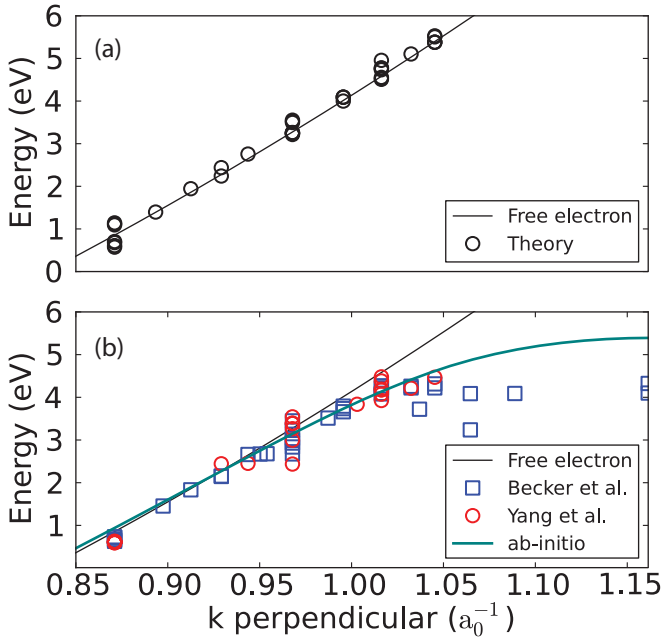 6
(a)
5
4
3
2
1
0
Energy (eV)
Free electron
Theory
6
(b)
5
4
3
2
1
Energy (eV)
Free electron
Becker et al.
Yang et al.
ab-initio
0.85 0.90 0.95 1.00 1.05 1.10 1.15
k perpendicular (a₀⁻¹)